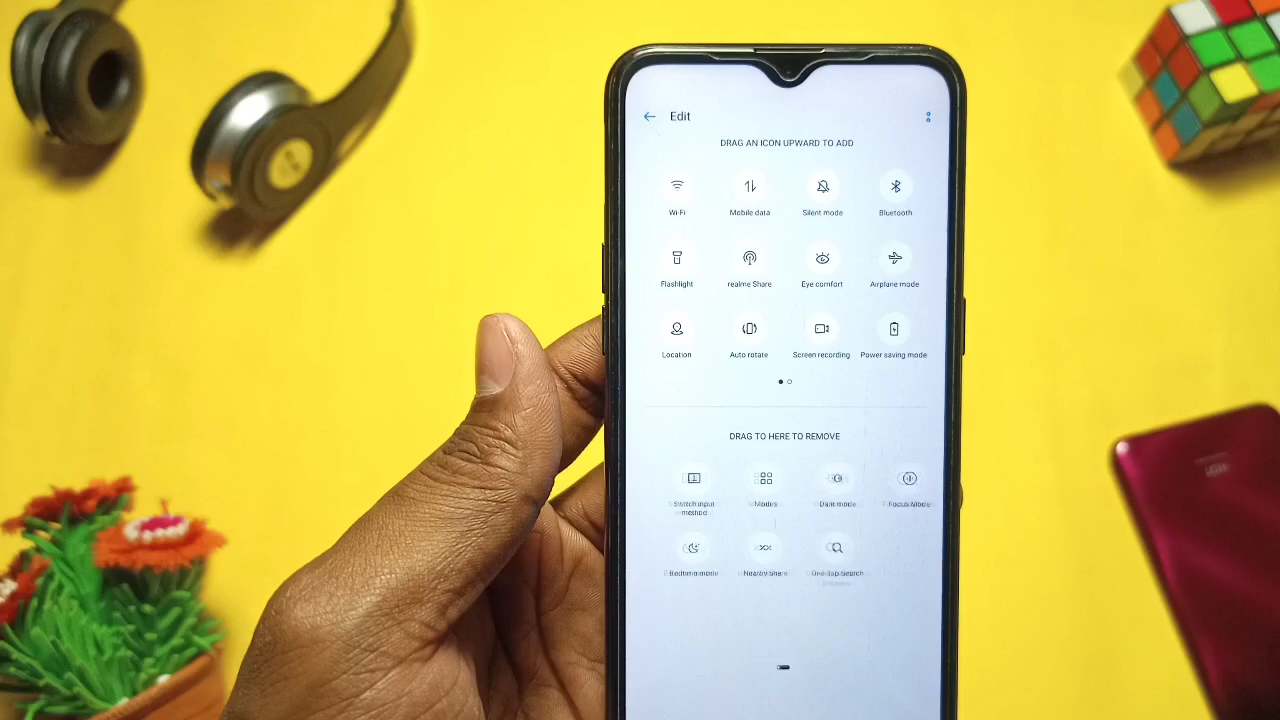 Edit
DRAG AN ICON UPWARD TO ADD
Wi-Fi
Mobile data
Silent mode
Bluetooth
Flashlight
realme Share
Eye comfort
Airplane mode
Location
Auto rotate
Screen recording
Power saving mode
DRAG TO HERE TO REMOVE
Switch input
method
Modes
Dark mode
Focus Mode
Bedtime mode
Nearby Share
One-Tap Search